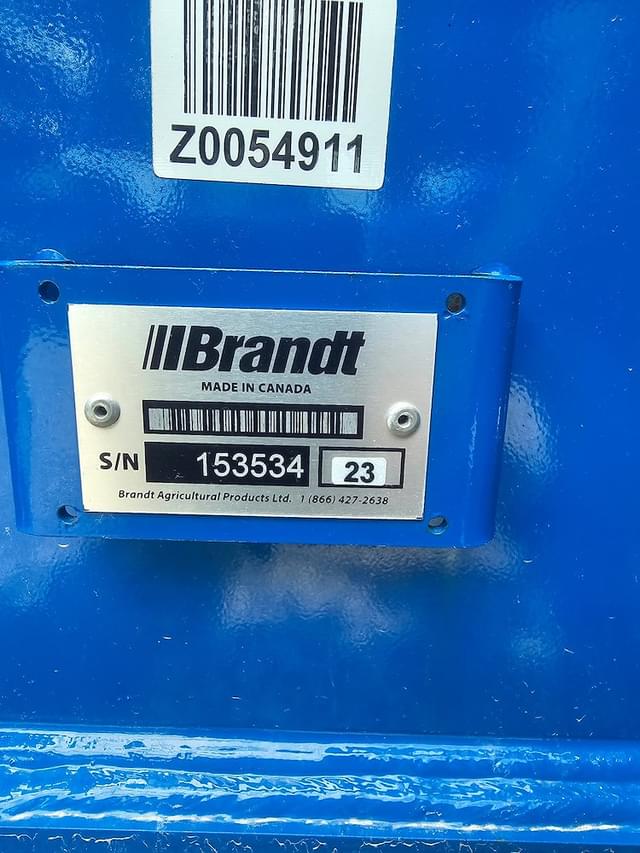 Z0054911
Brandt
MADE IN CANADA
S/N 153534 23
Brandt Agricultural Products Ltd. 1 (866) 427-2638